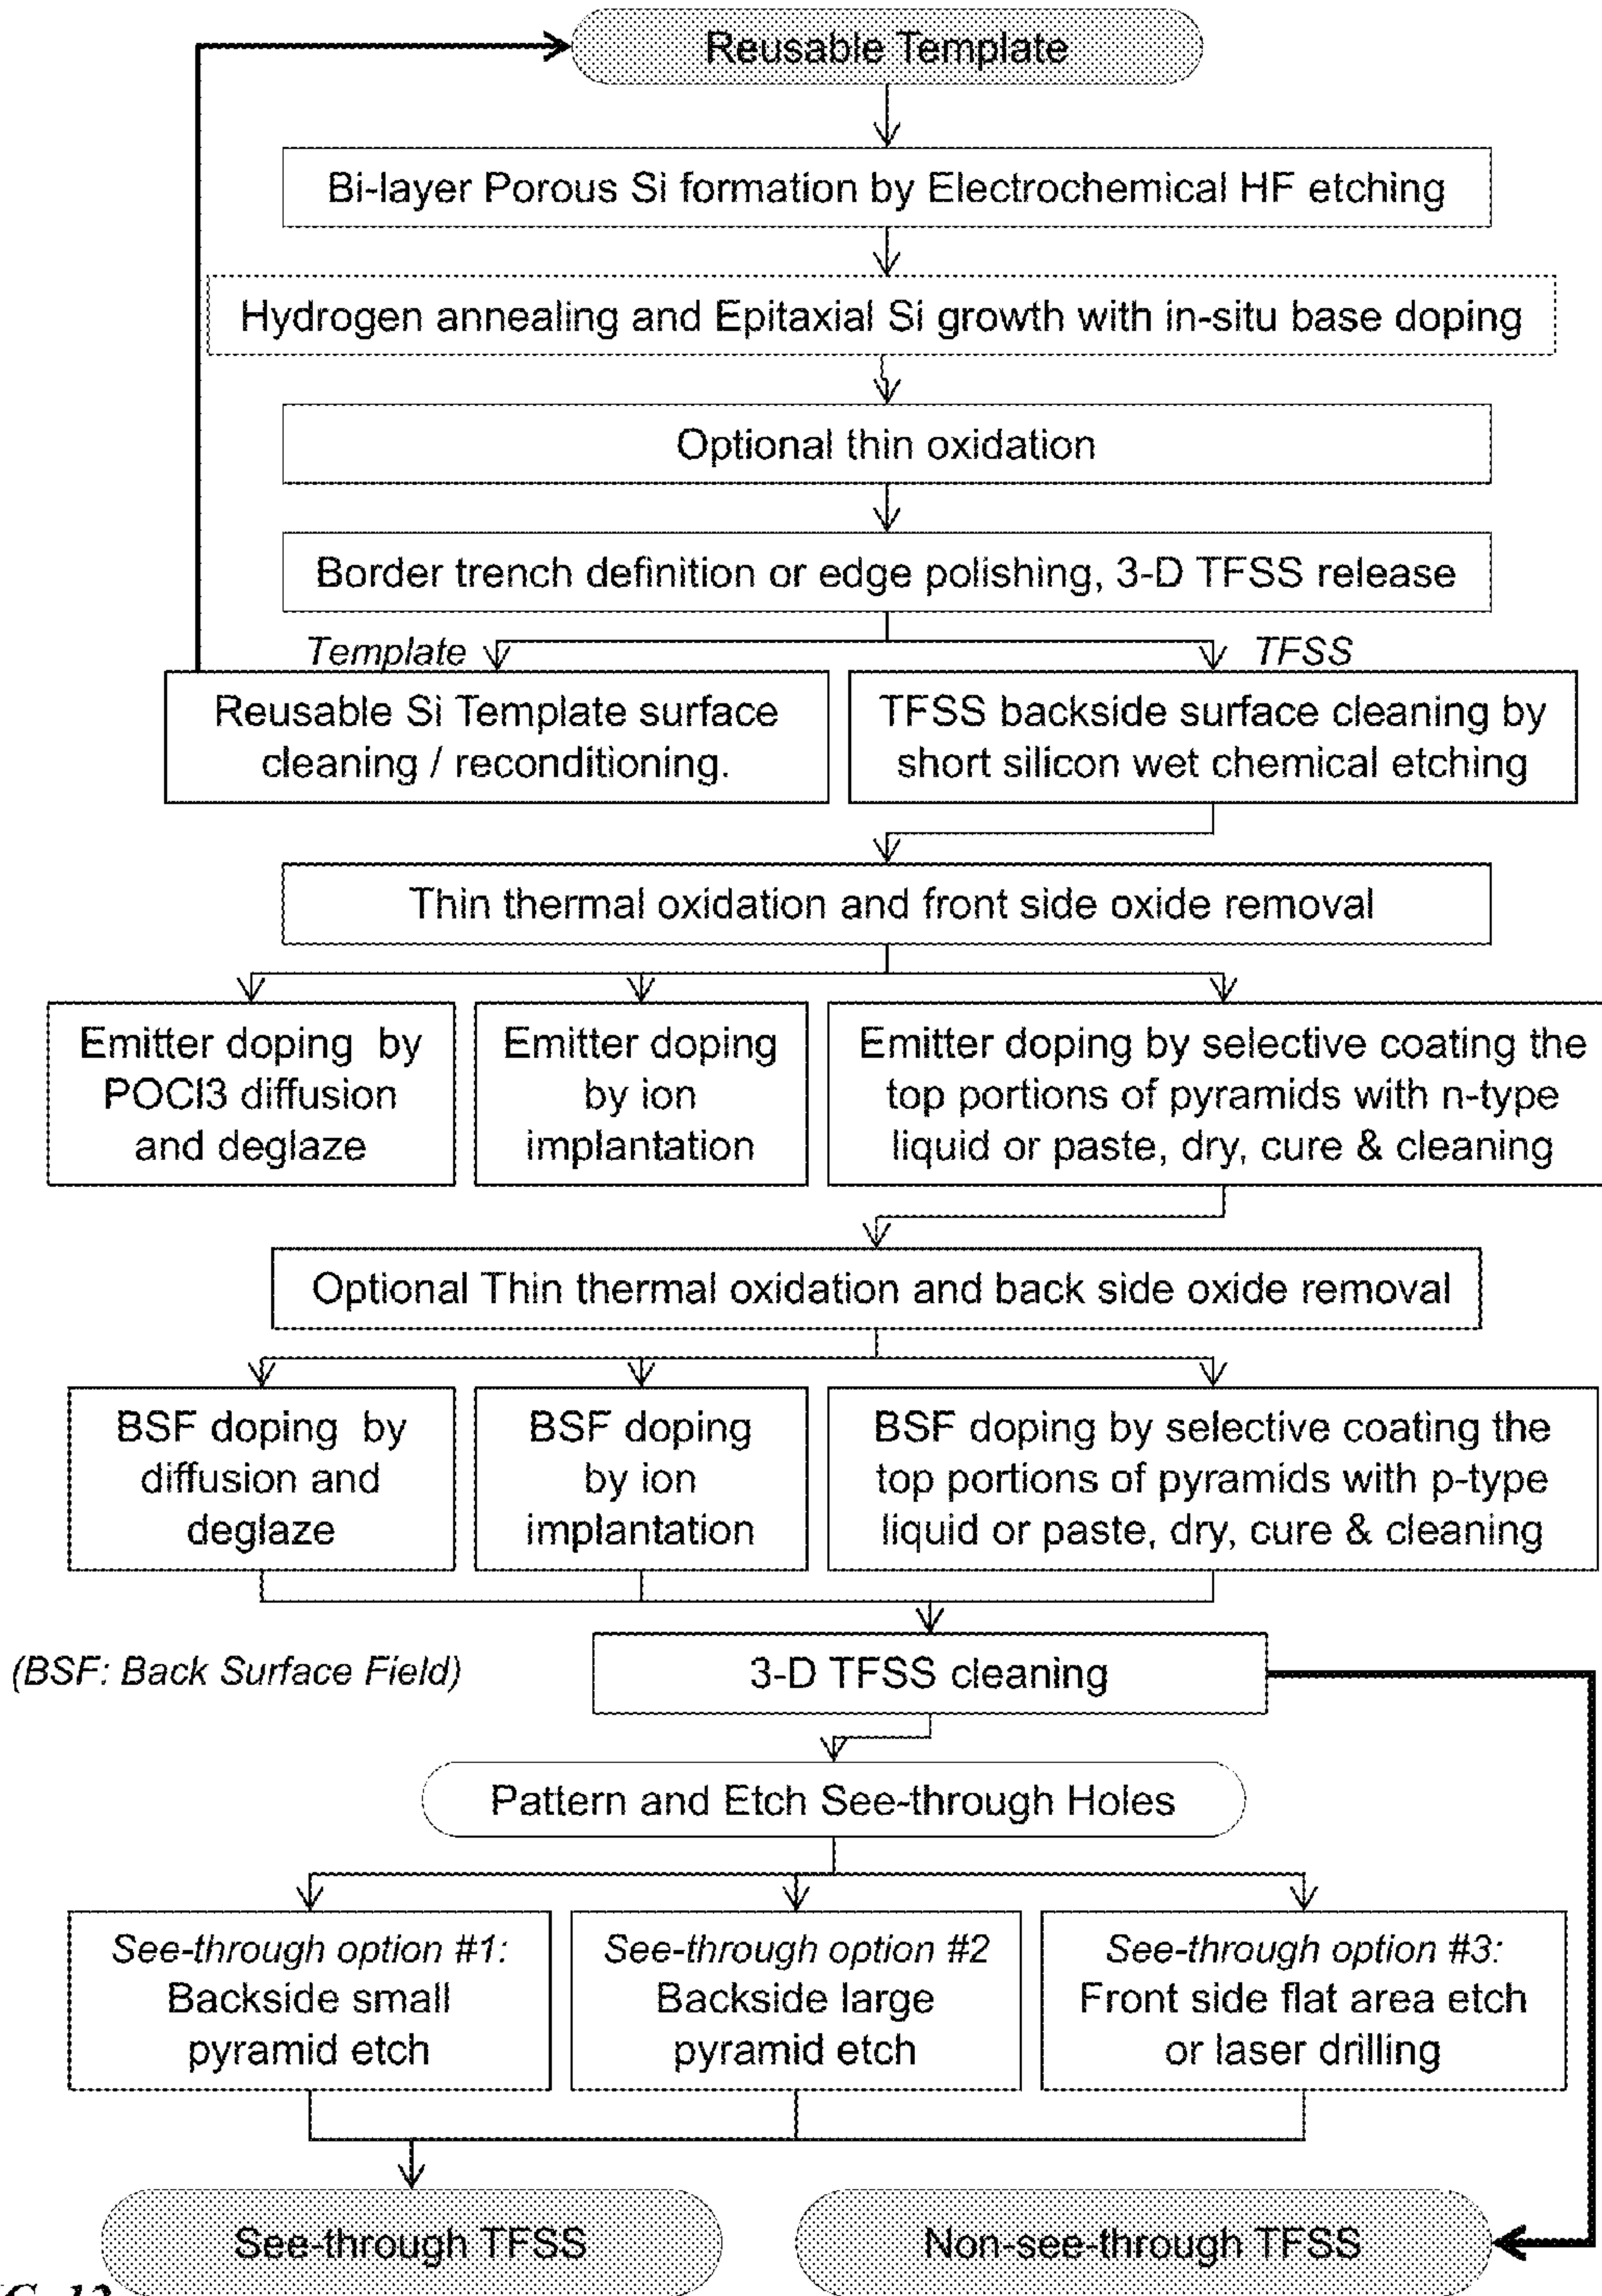 Reusable Template
Bi-layer Porous Si formation by Electrochemical HF etching
Hydrogen annealing and Epitaxial Si growth with in-situ base doping
Optional thin oxidation
Border trench definition or edge polishing, 3-D TFSS release
Template
TFSS
Reusable Si Template surface
cleaning / reconditioning.
TFSS backside surface cleaning by
short silicon wet chemical etching
Thin thermal oxidation and front side oxide removal
Emitter doping by
POCl3 diffusion
and deglaze
Emitter doping
by ion
implantation
Emitter doping by selective coating the
top portions of pyramids with n-type
liquid or paste, dry, cure & cleaning
Optional Thin thermal oxidation and back side oxide removal
BSF doping by
diffusion and
deglaze
BSF doping
by ion
implantation
BSF doping by selective coating the
top portions of pyramids with p-type
liquid or paste, dry, cure & cleaning
(BSF: Back Surface Field)
3-D TFSS cleaning
Pattern and Etch See-through Holes
See-through option #1:
Backside small
pyramid etch
See-through option #2
Backside large
pyramid etch
See-through option #3:
Front side flat area etch
or laser drilling
See-through TFSS
Non-see-through TFSS